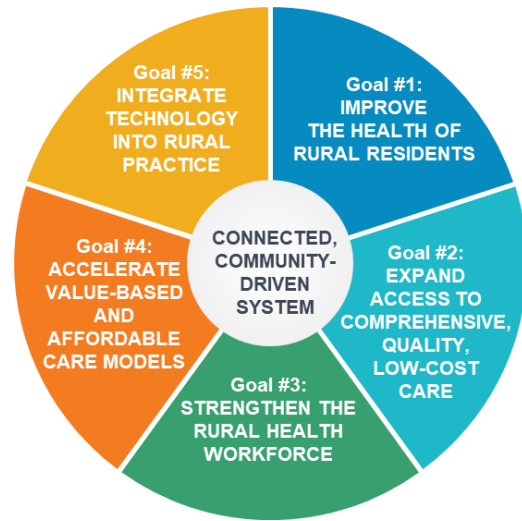 Goal #1:
IMPROVE
THE HEALTH OF
RURAL RESIDENTS
Goal #2:
EXPAND
ACCESS TO
COMPREHENSIVE,
QUALITY,
LOW-COST
CARE
Goal #3:
STRENGTHEN THE
RURAL HEALTH
WORKFORCE
Goal #4:
ACCELERATE
VALUE-BASED
AND
AFFORDABLE
CARE MODELS
Goal #5:
INTEGRATE
TECHNOLOGY
INTO RURAL
PRACTICE
CONNECTED,
COMMUNITY-
DRIVEN
SYSTEM